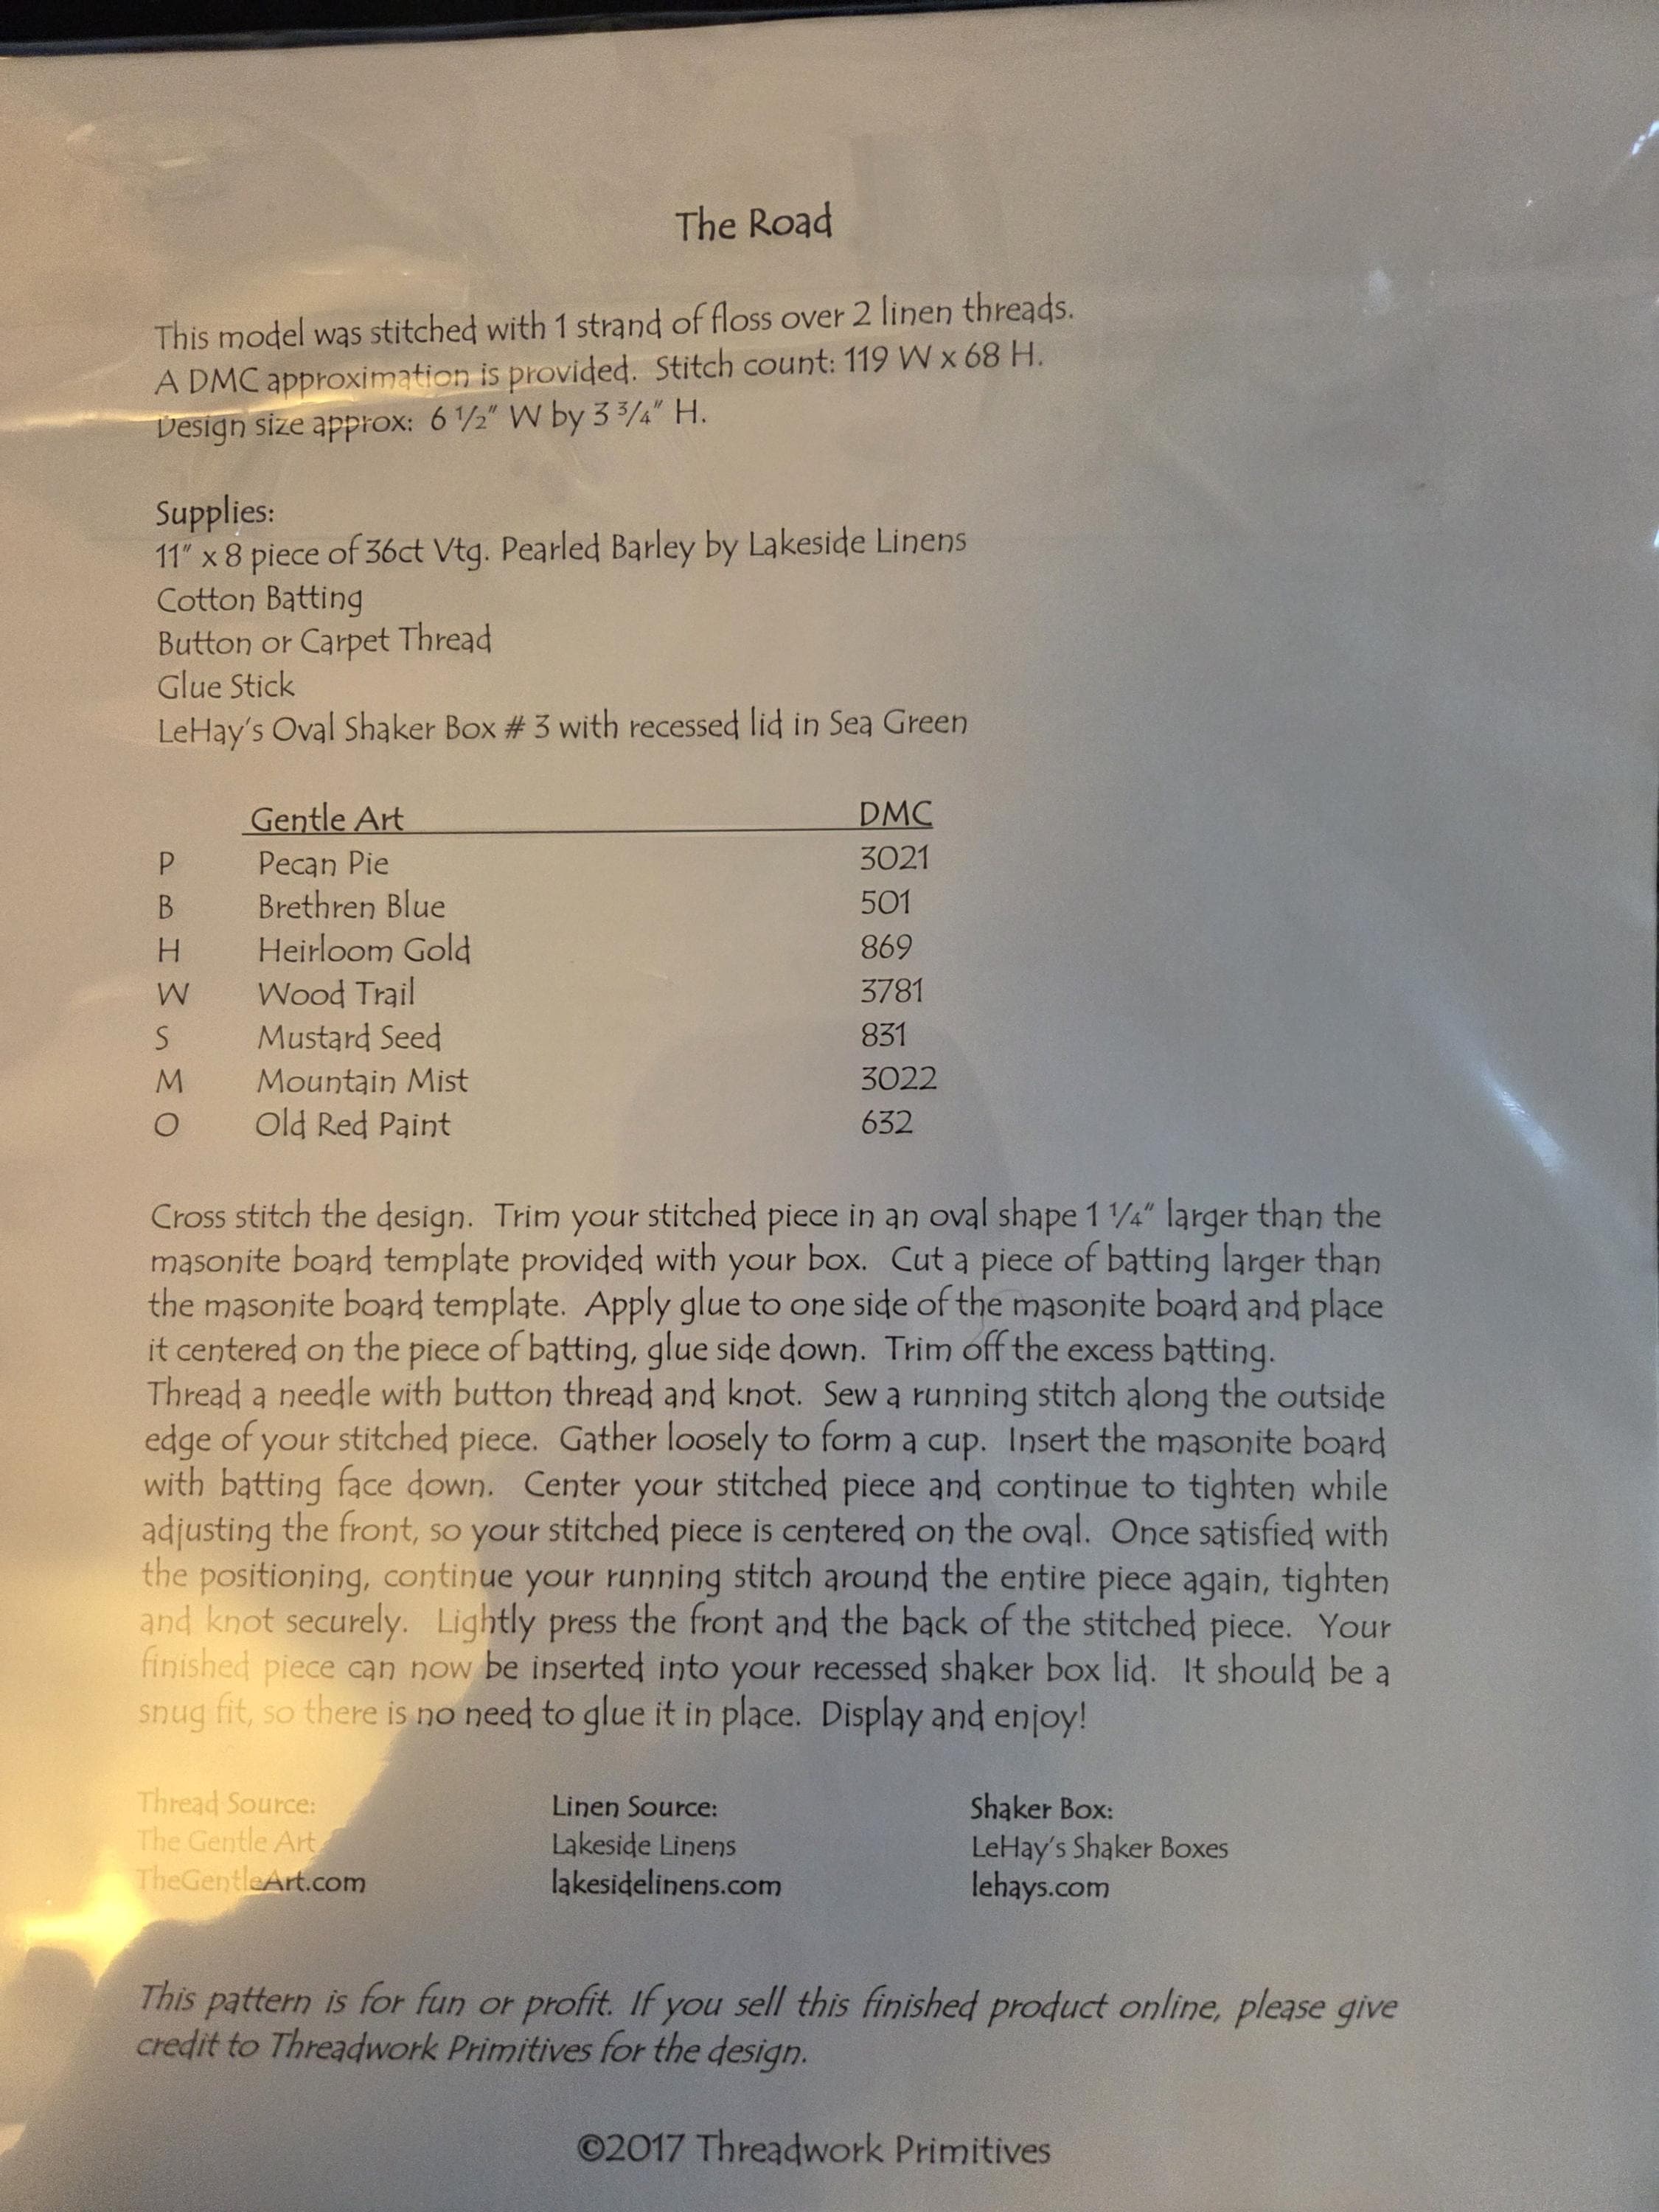 The Road
This model was stitched with 1 strand of floss over 2 linen threads.
A DMC approximation is provided. Stitch count: 119 W x 68 H.
Design size approx: 6 ½" W by 3 ¾" H.
Supplies:
11" x 8 piece of 36ct Vtg. Pearled Barley by Lakeside Linens
Cotton Batting
Button or Carpet Thread
Glue Stick
LeHay's Oval Shaker Box # 3 with recessed lid in Sea Green
Gentle Art DMC
P Pecan Pie 3021
B Brethren Blue 501
H Heirloom Gold 869
W Wood Trail 3781
S Mustard Seed 831
M Mountain Mist 3022
O Old Red Paint 632
Cross stitch the design. Trim your stitched piece in an oval shape 1 ¼" larger than the
masonite board template provided with your box. Cut a piece of batting larger than
the masonite board template. Apply glue to one side of the masonite board and place
it centered on the piece of batting, glue side down. Trim off the excess batting.
Thread a needle with button thread and knot. Sew a running stitch along the outside
edge of your stitched piece. Gather loosely to form a cup. Insert the masonite board
with batting face down. Center your stitched piece and continue to tighten while
adjusting the front, so your stitched piece is centered on the oval. Once satisfied with
the positioning, continue your running stitch around the entire piece again, tighten
and knot securely. Lightly press the front and the back of the stitched piece. Your
finished piece can now be inserted into your recessed shaker box lid. It should be a
snug fit, so there is no need to glue it in place. Display and enjoy!
Thread Source: Linen Source: Shaker Box:
The Gentle Art Lakeside Linens LeHay's Shaker Boxes
TheGentleArt.com lakesidelinens.com lehays.com
This pattern is for fun or profit. If you sell this finished product online, please give
credit to Threadwork Primitives for the design.
©2017 Threadwork Primitives